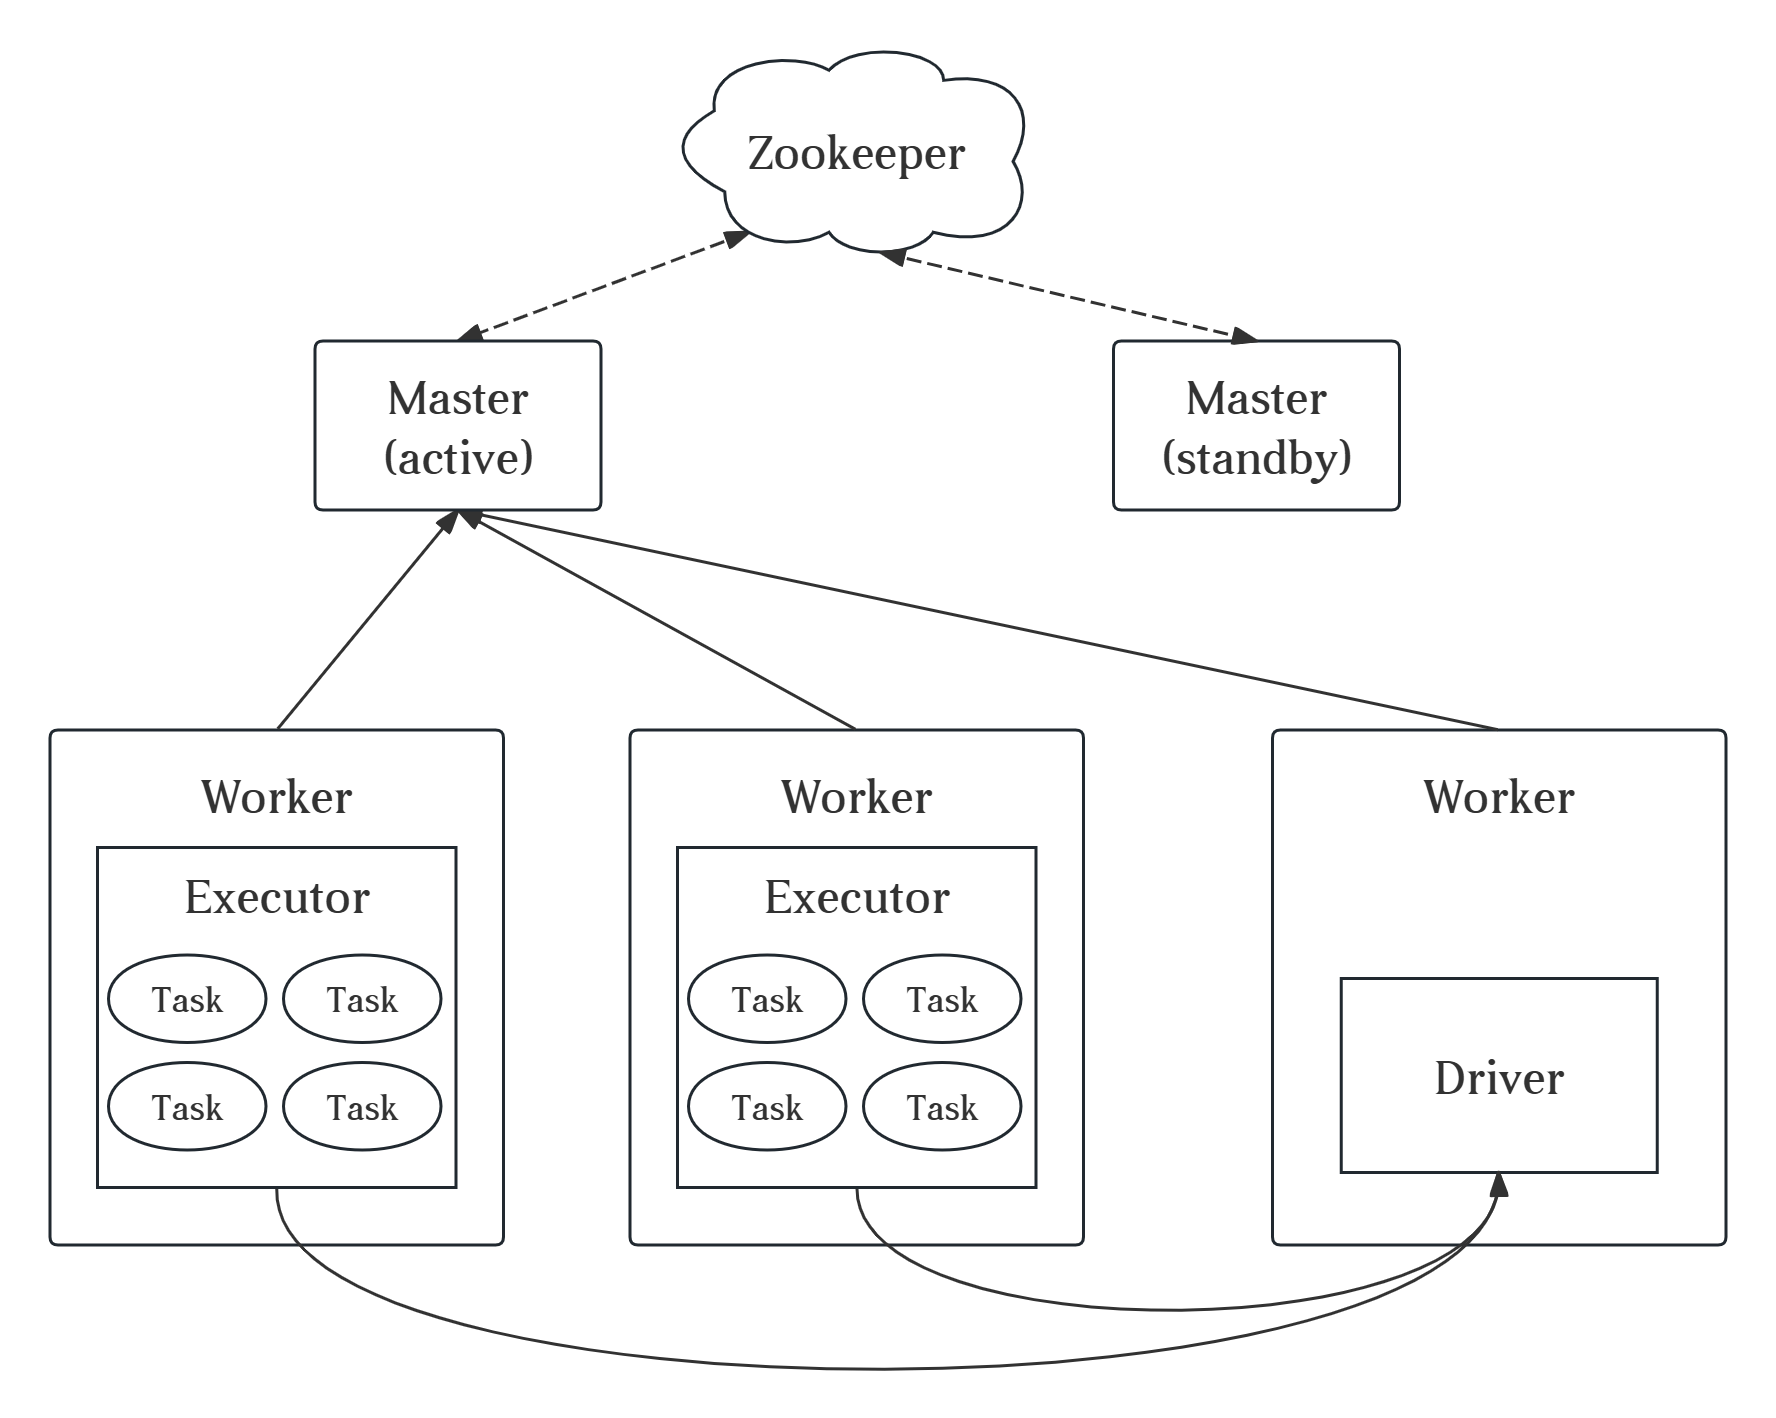 Zookeeper
Master
(active)
Master
(standby)
Worker
Executor
Task Task
Task Task
Worker
Executor
Task Task
Task Task
Worker
Driver